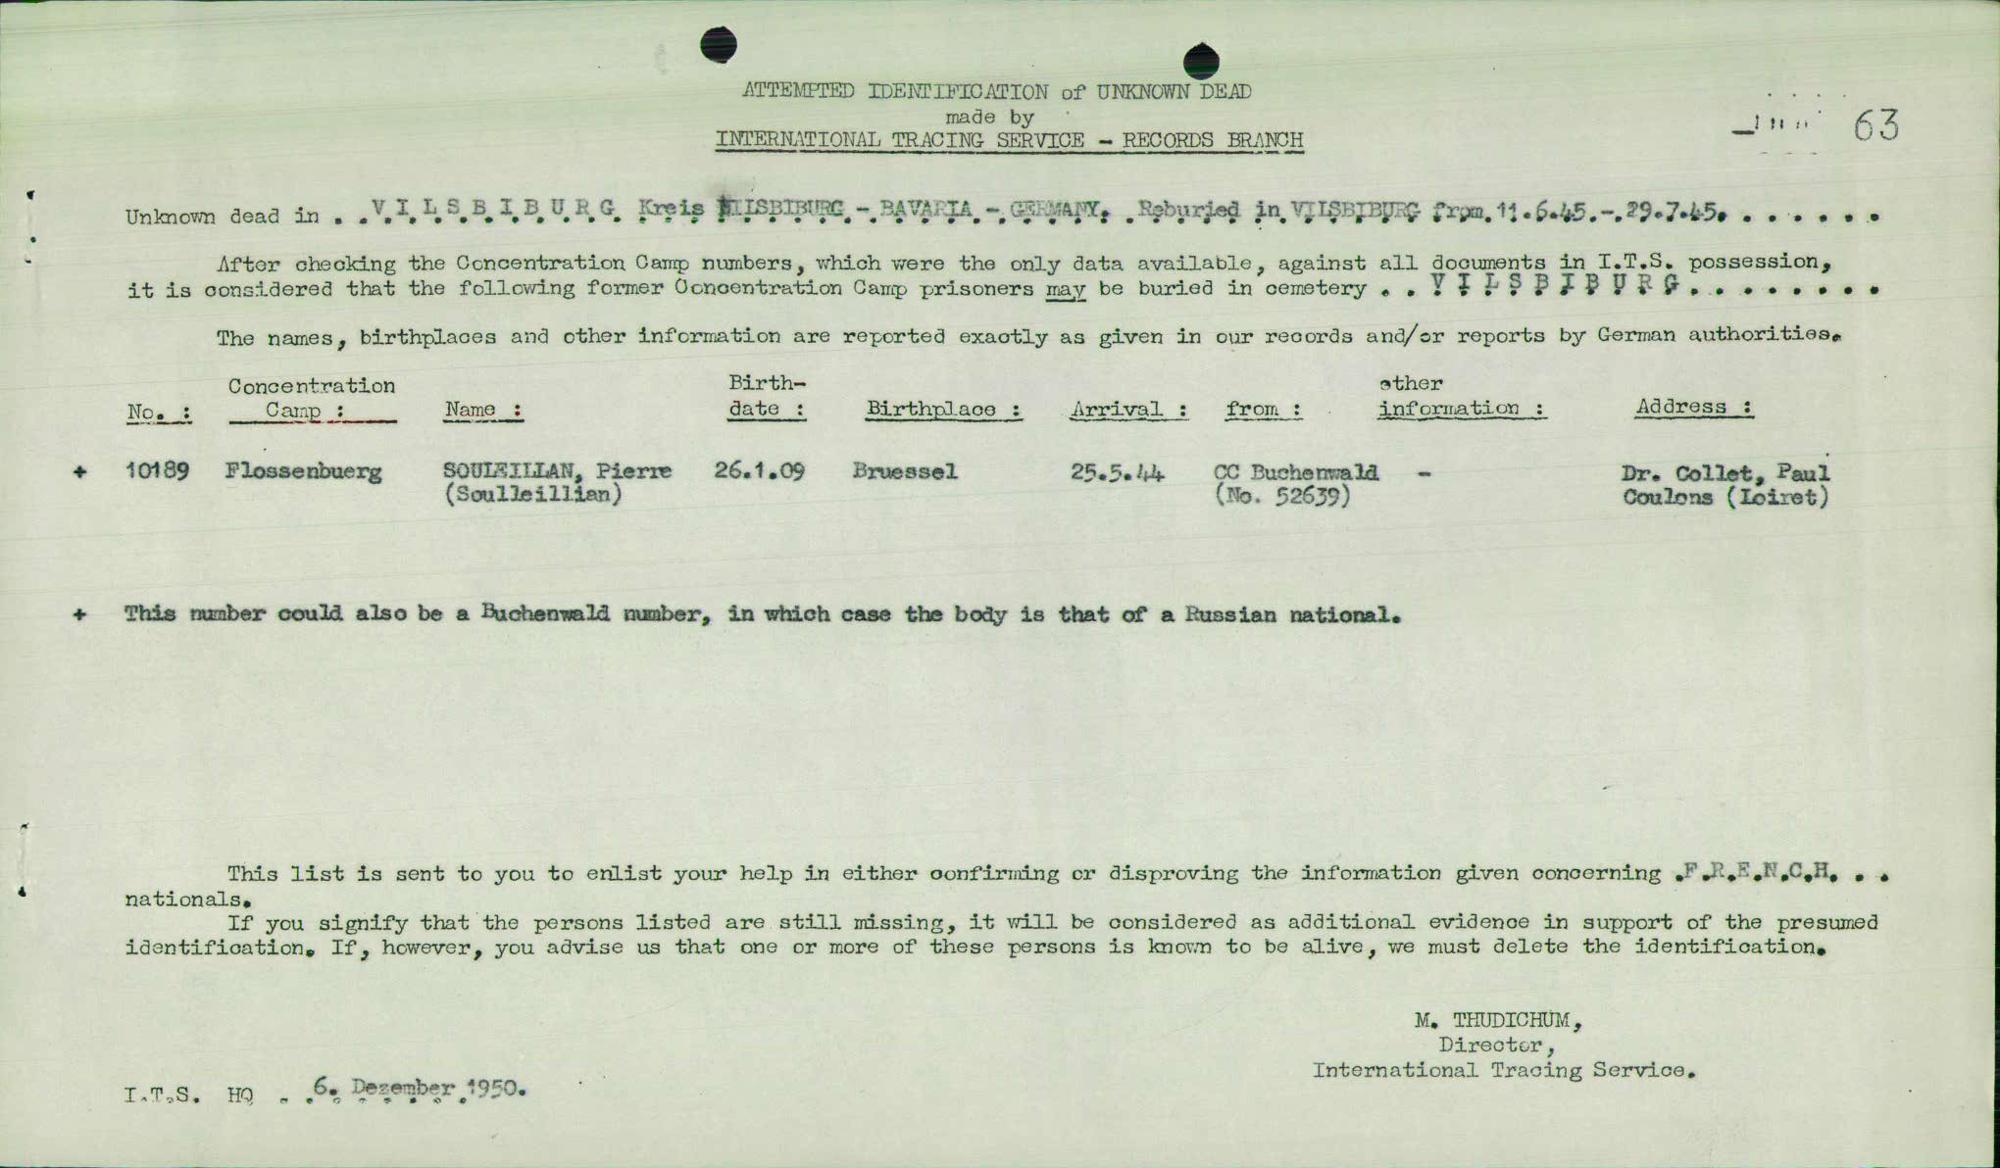 ATTEMPTED IDENTIFICATION of UNKNOWN DEAD
made by
INTERNATIONAL TRACING SERVICE - RECORDS BRANCH
63
Unknown dead in . . V.I.L.S.B.I.B.U.R.G. Kreis VILSBIBURG - BAVARIA - GERMANY. Reburied in VILSBIBURG from 11.6.45.-.29.7.45. . . . . . .
After checking the Concentration Camp numbers, which were the only data available, against all documents in I.T.S. possession,
it is considered that the following former Concentration Camp prisoners may be buried in cemetery . . V I L S B I B U R G . . . . . . . .
The names, birthplaces and other information are reported exactly as given in our records and/or reports by German authorities.
No. : Concentration Camp : Name : Birth-date : Birthplace : Arrival : from : other information : Address :
+ 10189 Flossenbuerg SOULEILLAN, Pierre 26.1.09 Bruessel 25.5.44 CC Buchenwald - Dr. Collet, Paul
(Soulleillian) (No. 52639) Coulons (Loiret)
+ This number could also be a Buchenwald number, in which case the body is that of a Russian national.
This list is sent to you to enlist your help in either confirming or disproving the information given concerning .F.R.E.N.C.H. . .
nationals.
If you signify that the persons listed are still missing, it will be considered as additional evidence in support of the presumed
identification. If, however, you advise us that one or more of these persons is known to be alive, we must delete the identification.
M. THUDICHUM,
Director,
International Tracing Service.
I.T.S. HQ - 6. Dezember 1950.